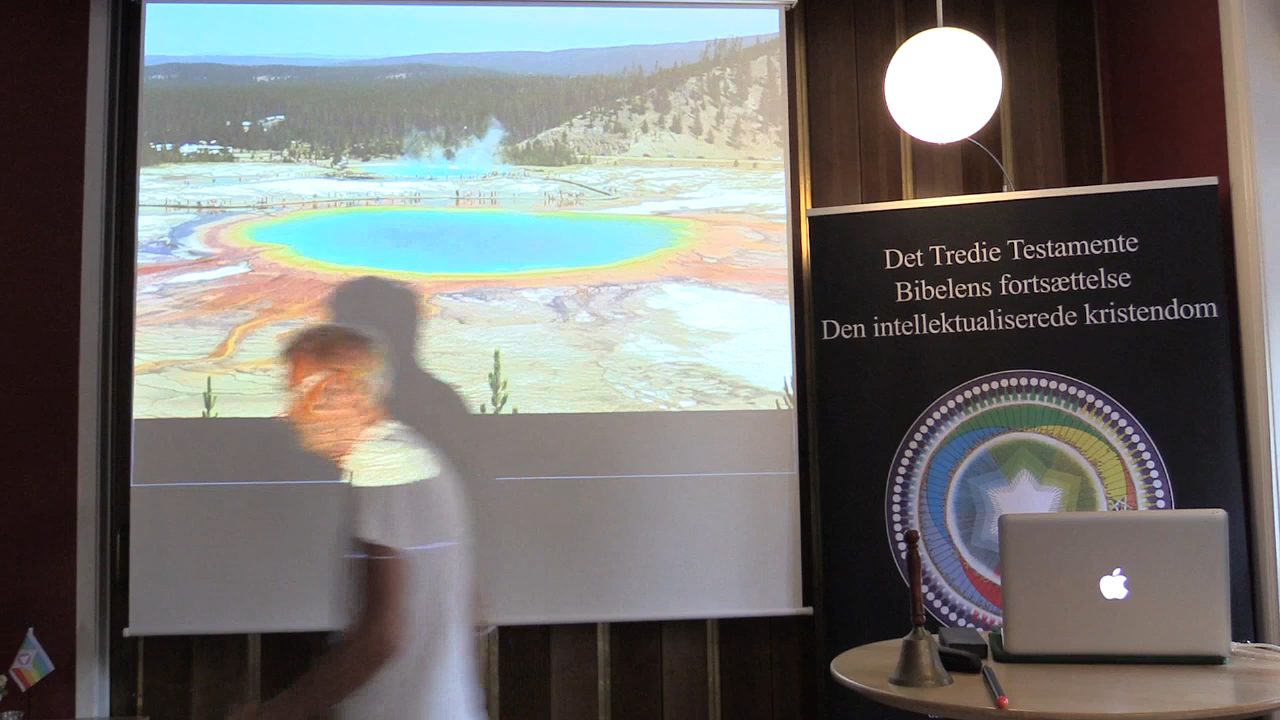 Det Tredie Testamente
Bibelens fortsættelse
Den intellektualiserede kristendom